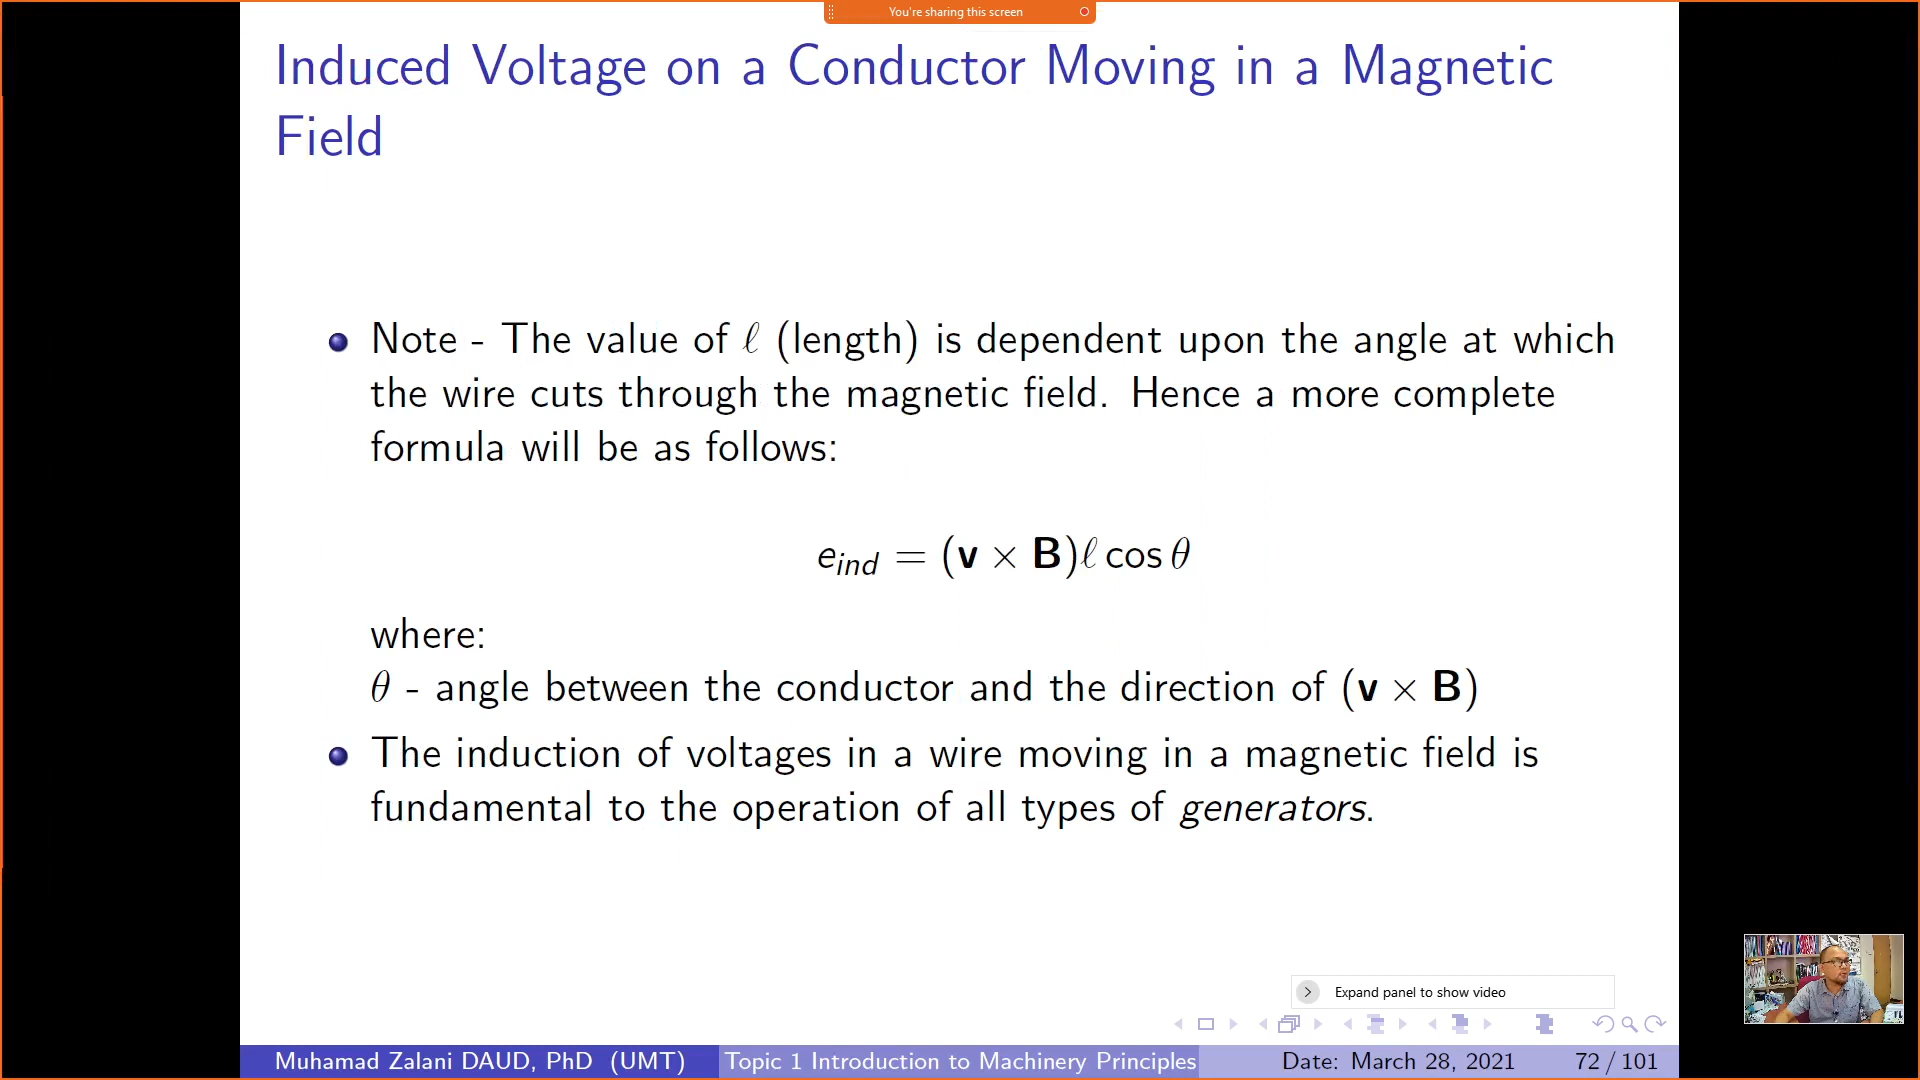 You're sharing this screen
Induced Voltage on a Conductor Moving in a Magnetic
Field
Note - The value of ℓ (length) is dependent upon the angle at which
the wire cuts through the magnetic field. Hence a more complete
formula will be as follows:
e_ind = (v × B)ℓ cos θ
where:
θ - angle between the conductor and the direction of (v × B)
The induction of voltages in a wire moving in a magnetic field is
fundamental to the operation of all types of generators.
Expand panel to show video
Muhamad Zalani DAUD, PhD (UMT) Topic 1 Introduction to Machinery Principles Date: March 28, 2021 72 / 101